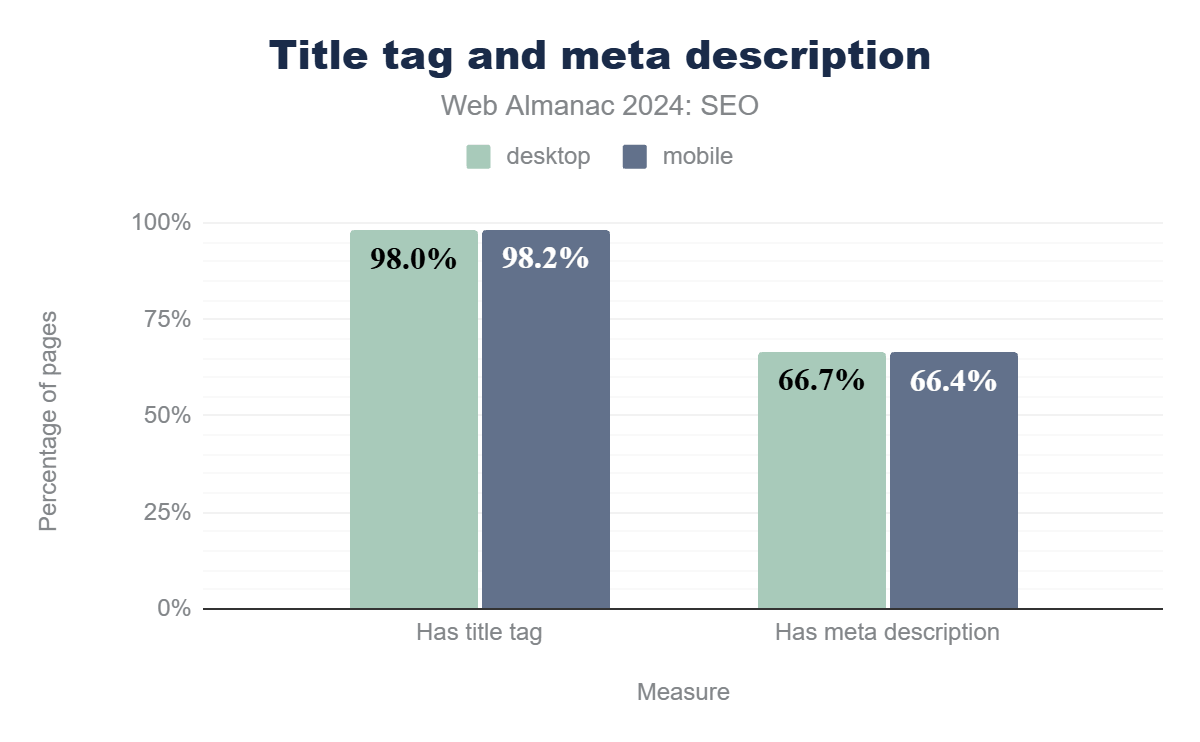 Title tag and meta description
Web Almanac 2024: SEO
desktop mobile
100%
75%
50%
25%
0%
Percentage of pages
98.0% 98.2%
66.7% 66.4%
Has title tag Has meta description
Measure